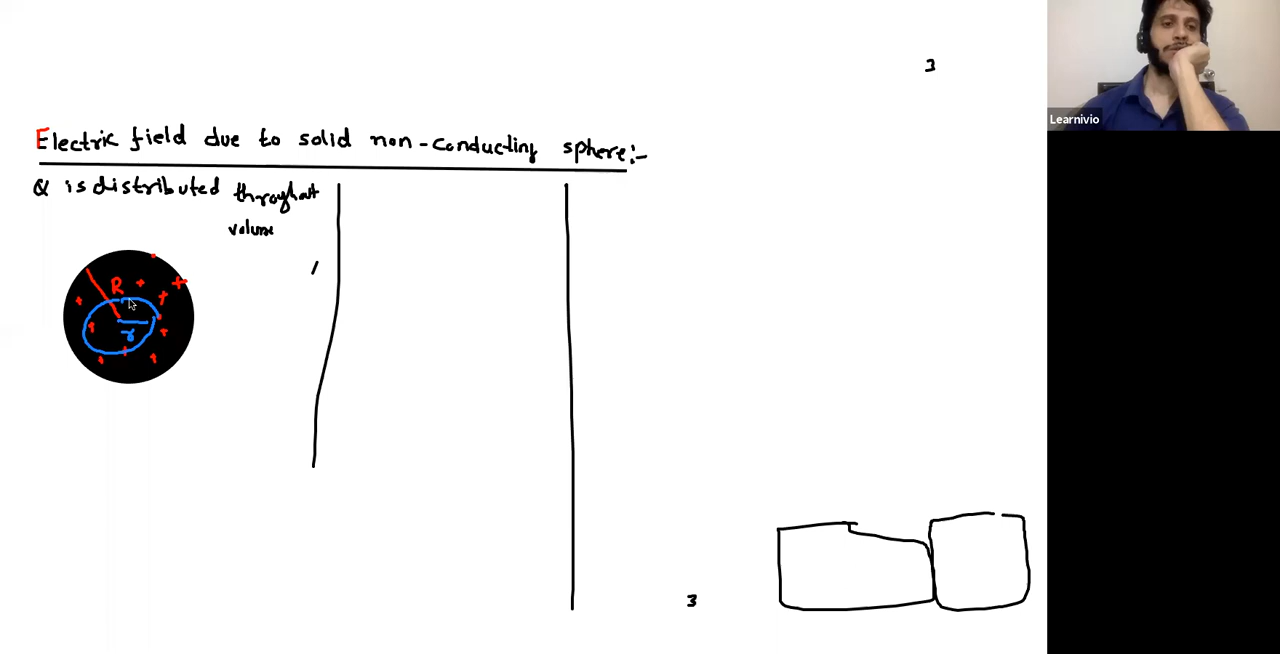 3
Learnivio
Electric field due to solid non-conducting sphere:-
Q is distributed throughout
volume
R
r
3